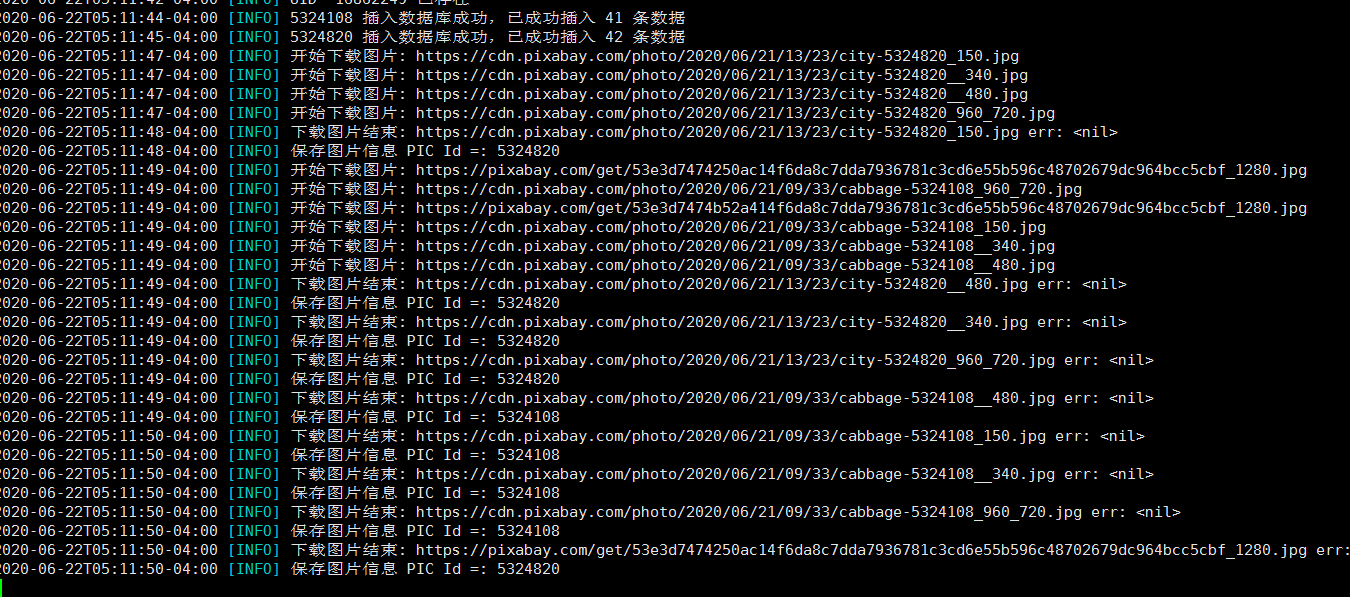 020-06-22T05:11:42-04:00 [INFO] UID 16862249 已存在
020-06-22T05:11:44-04:00 [INFO] 5324108 插入数据库成功, 已成功插入 41 条数据
020-06-22T05:11:45-04:00 [INFO] 5324820 插入数据库成功, 已成功插入 42 条数据
020-06-22T05:11:47-04:00 [INFO] 开始下载图片: https://cdn.pixabay.com/photo/2020/06/21/13/23/city-5324820_150.jpg
020-06-22T05:11:47-04:00 [INFO] 开始下载图片: https://cdn.pixabay.com/photo/2020/06/21/13/23/city-5324820__340.jpg
020-06-22T05:11:47-04:00 [INFO] 开始下载图片: https://cdn.pixabay.com/photo/2020/06/21/13/23/city-5324820__480.jpg
020-06-22T05:11:47-04:00 [INFO] 开始下载图片: https://cdn.pixabay.com/photo/2020/06/21/13/23/city-5324820_960_720.jpg
020-06-22T05:11:48-04:00 [INFO] 下载图片结束: https://cdn.pixabay.com/photo/2020/06/21/13/23/city-5324820_150.jpg err: <nil>
020-06-22T05:11:48-04:00 [INFO] 保存图片信息 PIC Id =: 5324820
020-06-22T05:11:49-04:00 [INFO] 开始下载图片: https://pixabay.com/get/53e3d7474250ac14f6da8c7dda7936781c3cd6e55b596c48702679dc964bcc5cbf_1280.jpg
020-06-22T05:11:49-04:00 [INFO] 开始下载图片: https://cdn.pixabay.com/photo/2020/06/21/09/33/cabbage-5324108_960_720.jpg
020-06-22T05:11:49-04:00 [INFO] 开始下载图片: https://pixabay.com/get/53e3d7474b52a414f6da8c7dda7936781c3cd6e55b596c48702679dc964bcc5cbf_1280.jpg
020-06-22T05:11:49-04:00 [INFO] 开始下载图片: https://cdn.pixabay.com/photo/2020/06/21/09/33/cabbage-5324108_150.jpg
020-06-22T05:11:49-04:00 [INFO] 开始下载图片: https://cdn.pixabay.com/photo/2020/06/21/09/33/cabbage-5324108__340.jpg
020-06-22T05:11:49-04:00 [INFO] 开始下载图片: https://cdn.pixabay.com/photo/2020/06/21/09/33/cabbage-5324108__480.jpg
020-06-22T05:11:49-04:00 [INFO] 下载图片结束: https://cdn.pixabay.com/photo/2020/06/21/13/23/city-5324820__480.jpg err: <nil>
020-06-22T05:11:49-04:00 [INFO] 保存图片信息 PIC Id =: 5324820
020-06-22T05:11:49-04:00 [INFO] 下载图片结束: https://cdn.pixabay.com/photo/2020/06/21/13/23/city-5324820__340.jpg err: <nil>
020-06-22T05:11:49-04:00 [INFO] 保存图片信息 PIC Id =: 5324820
020-06-22T05:11:49-04:00 [INFO] 下载图片结束: https://cdn.pixabay.com/photo/2020/06/21/13/23/city-5324820_960_720.jpg err: <nil>
020-06-22T05:11:49-04:00 [INFO] 保存图片信息 PIC Id =: 5324820
020-06-22T05:11:49-04:00 [INFO] 下载图片结束: https://cdn.pixabay.com/photo/2020/06/21/09/33/cabbage-5324108__480.jpg err: <nil>
020-06-22T05:11:49-04:00 [INFO] 保存图片信息 PIC Id =: 5324108
020-06-22T05:11:50-04:00 [INFO] 下载图片结束: https://cdn.pixabay.com/photo/2020/06/21/09/33/cabbage-5324108_150.jpg err: <nil>
020-06-22T05:11:50-04:00 [INFO] 保存图片信息 PIC Id =: 5324108
020-06-22T05:11:50-04:00 [INFO] 下载图片结束: https://cdn.pixabay.com/photo/2020/06/21/09/33/cabbage-5324108__340.jpg err: <nil>
020-06-22T05:11:50-04:00 [INFO] 保存图片信息 PIC Id =: 5324108
020-06-22T05:11:50-04:00 [INFO] 下载图片结束: https://cdn.pixabay.com/photo/2020/06/21/09/33/cabbage-5324108_960_720.jpg err: <nil>
020-06-22T05:11:50-04:00 [INFO] 保存图片信息 PIC Id =: 5324108
020-06-22T05:11:50-04:00 [INFO] 下载图片结束: https://pixabay.com/get/53e3d7474250ac14f6da8c7dda7936781c3cd6e55b596c48702679dc964bcc5cbf_1280.jpg err:
020-06-22T05:11:50-04:00 [INFO] 保存图片信息 PIC Id =: 5324820